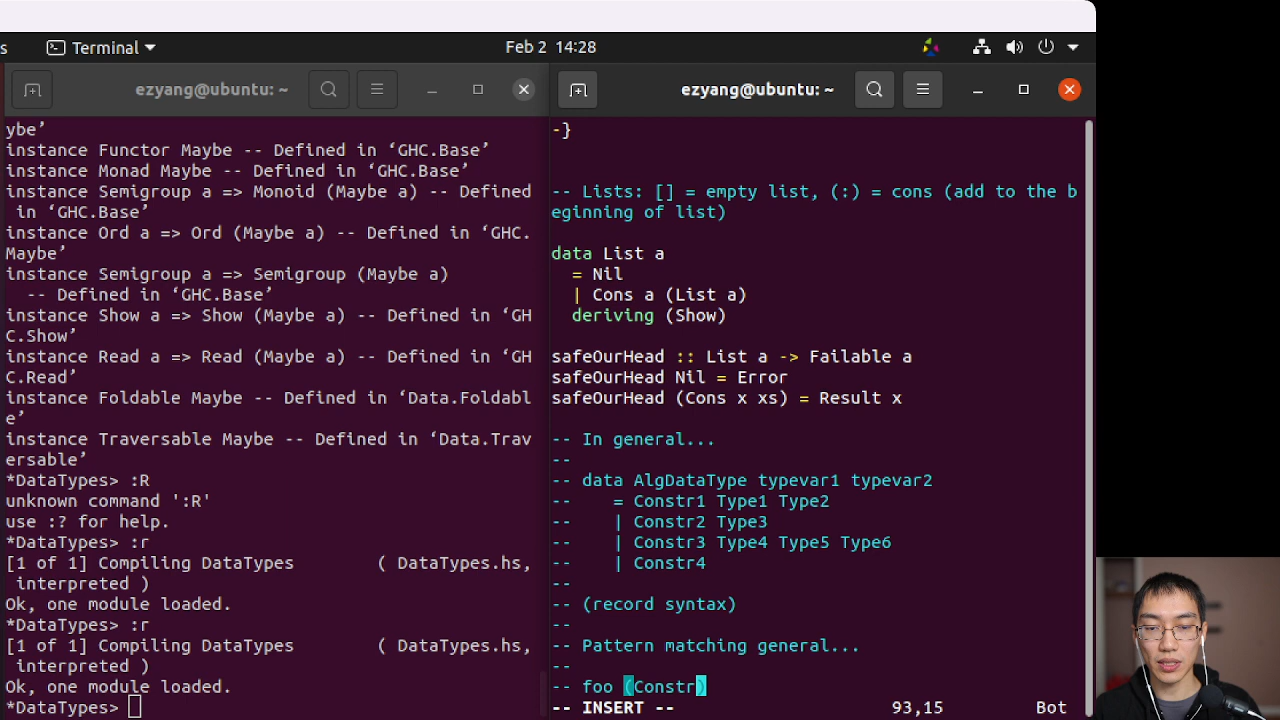 s Terminal Feb 2 14:28
ezyang@ubuntu: ~
ybe’
instance Functor Maybe -- Defined in ‘GHC.Base’
instance Monad Maybe -- Defined in ‘GHC.Base’
instance Semigroup a => Monoid (Maybe a) -- Defined
in ‘GHC.Base’
instance Ord a => Ord (Maybe a) -- Defined in ‘GHC.
Maybe’
instance Semigroup a => Semigroup (Maybe a)
-- Defined in ‘GHC.Base’
instance Show a => Show (Maybe a) -- Defined in ‘GH
C.Show’
instance Read a => Read (Maybe a) -- Defined in ‘GH
C.Read’
instance Foldable Maybe -- Defined in ‘Data.Foldabl
e’
instance Traversable Maybe -- Defined in ‘Data.Trav
ersable’
*DataTypes> :R
unknown command ':R'
use :? for help.
*DataTypes> :r
[1 of 1] Compiling DataTypes ( DataTypes.hs,
interpreted )
Ok, one module loaded.
*DataTypes> :r
[1 of 1] Compiling DataTypes ( DataTypes.hs,
interpreted )
Ok, one module loaded.
*DataTypes>
ezyang@ubuntu: ~
-}
-- Lists: [] = empty list, (:) = cons (add to the b
eginning of list)
data List a
= Nil
| Cons a (List a)
deriving (Show)
safeOurHead :: List a -> Failable a
safeOurHead Nil = Error
safeOurHead (Cons x xs) = Result x
-- In general...
--
-- data AlgDataType typevar1 typevar2
-- = Constr1 Type1 Type2
-- | Constr2 Type3
-- | Constr3 Type4 Type5 Type6
-- | Constr4
--
-- (record syntax)
--
-- Pattern matching general...
--
-- foo (Constr)
-- INSERT -- 93,15 Bot